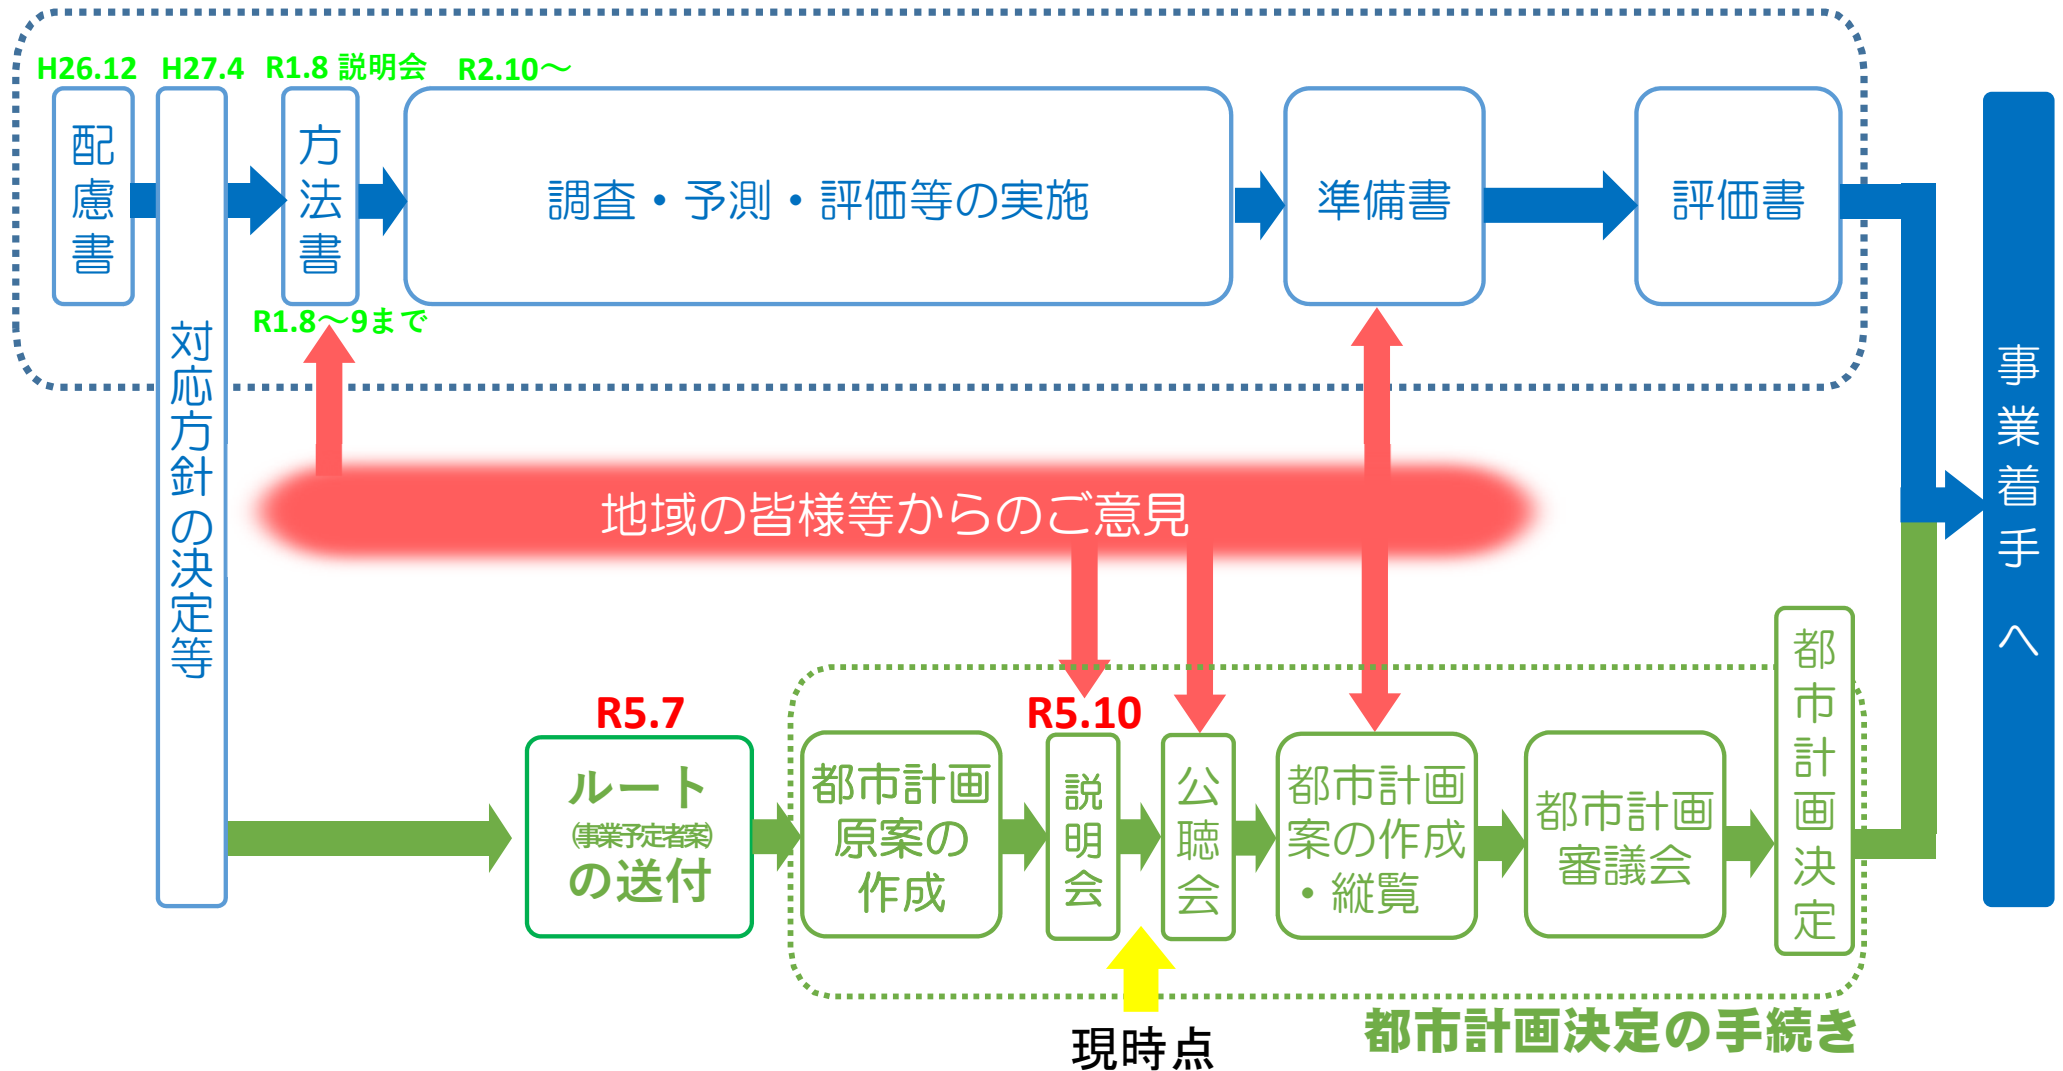 H26.12
H27.4
R1.8 説明会
R2.10～
配慮書
対応方針の決定等
方法書
R1.8～9まで
調査・予測・評価等の実施
準備書
評価書
事業着手へ
地域の皆様等からのご意見
R5.7
ルート
(事業予定者案)
の送付
都市計画
原案の
作成
R5.10
説明会
公聴会
都市計画
案の作成
・縦覧
都市計画
審議会
都市計画決定
現時点
都市計画決定の手続き